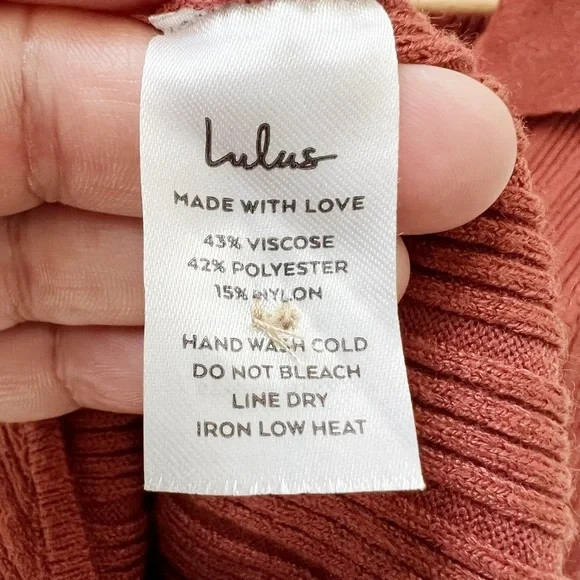 Lulus
MADE WITH LOVE
43% VISCOSE
42% POLYESTER
15% NYLON
HAND WASH COLD
DO NOT BLEACH
LINE DRY
IRON LOW HEAT